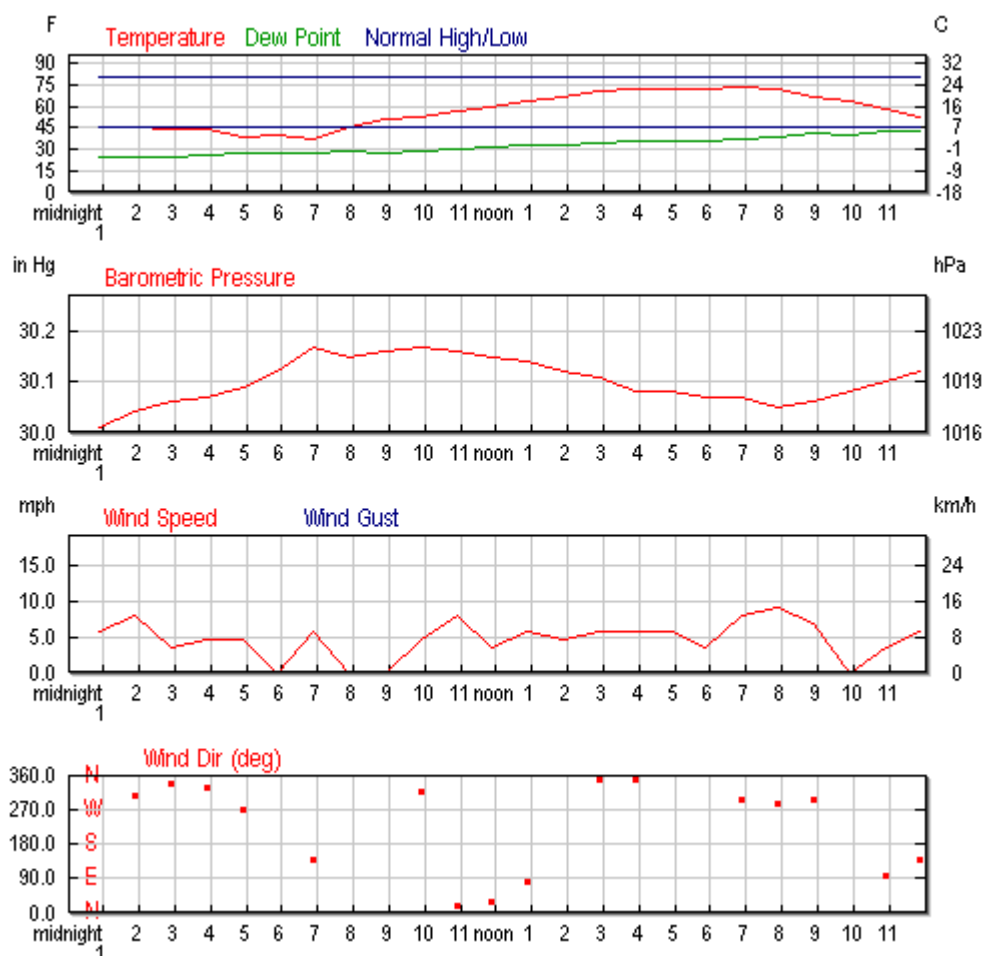 F C
Temperature Dew Point Normal High/Low
90 32
75 24
60 16
45 7
30 -1
15 -9
0 -18
midnight 2 3 4 5 6 7 8 9 10 11 noon 1 2 3 4 5 6 7 8 9 10 11
1
in Hg hPa
Barometric Pressure
30.2 1023
30.1 1019
30.0 1016
midnight 2 3 4 5 6 7 8 9 10 11 noon 1 2 3 4 5 6 7 8 9 10 11
1
mph km/h
Wind Speed Wind Gust
15.0 24
10.0 16
5.0 8
0.0 0
midnight 2 3 4 5 6 7 8 9 10 11 noon 1 2 3 4 5 6 7 8 9 10 11
1
Wind Dir (deg)
360.0 N
270.0 W
180.0 S
90.0 E
0.0 N
midnight 2 3 4 5 6 7 8 9 10 11 noon 1 2 3 4 5 6 7 8 9 10 11
1